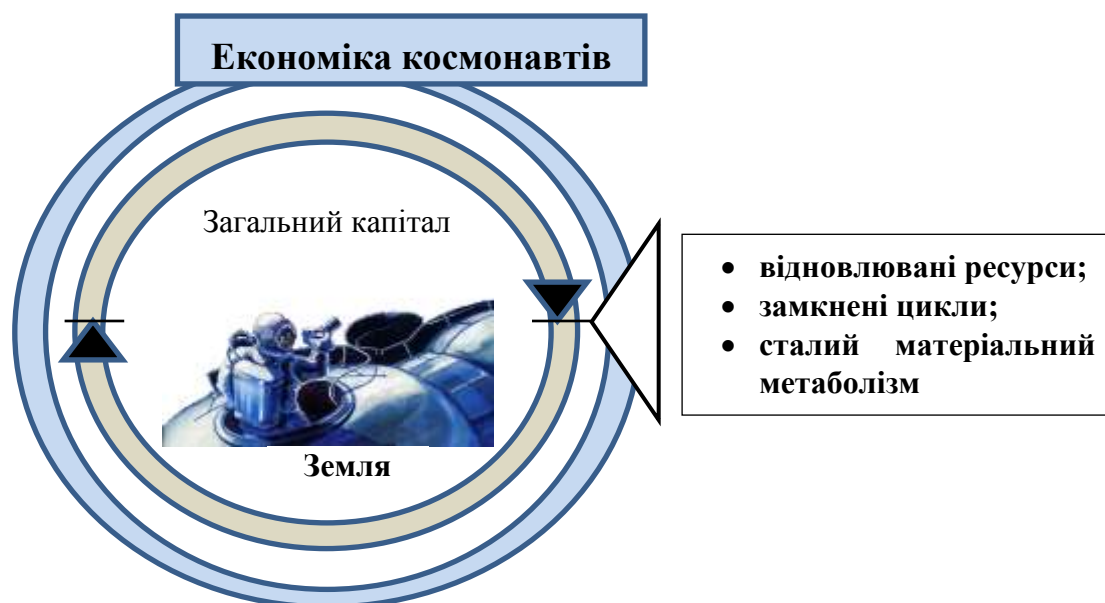 Економіка космонавтів
Загальний капітал
• відновлювані ресурси;
• замкнені цикли;
• сталий матеріальний
метаболізм
Земля